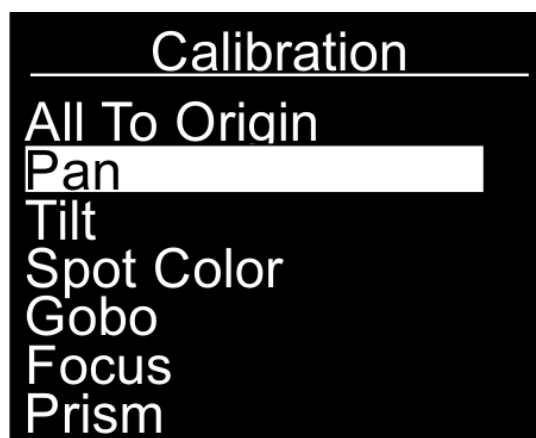 Calibration
All To Origin
Pan
Tilt
Spot Color
Gobo
Focus
Prism